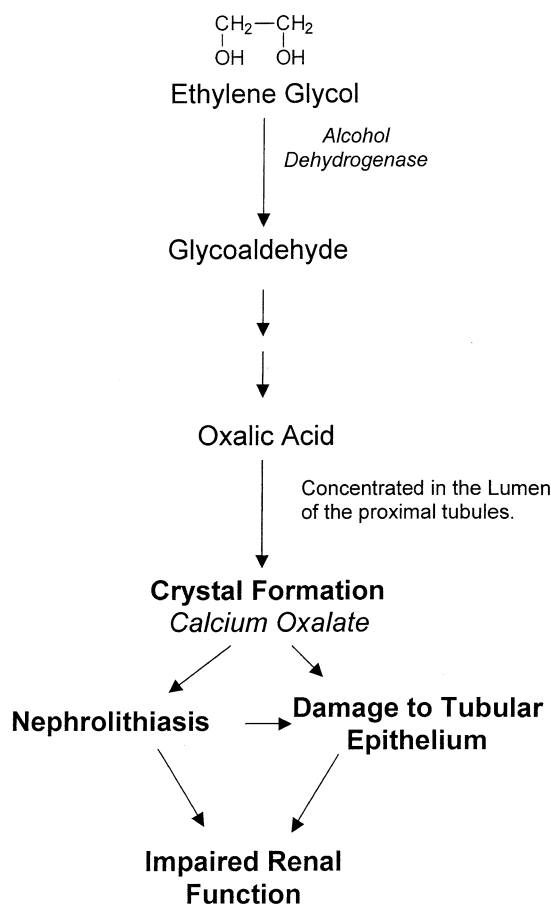 CH₂—CH₂
OH OH
Ethylene Glycol
Alcohol
Dehydrogenase
Glycoaldehyde
Oxalic Acid
Concentrated in the Lumen
of the proximal tubules.
Crystal Formation
Calcium Oxalate
Nephrolithiasis
Damage to Tubular
Epithelium
Impaired Renal
Function